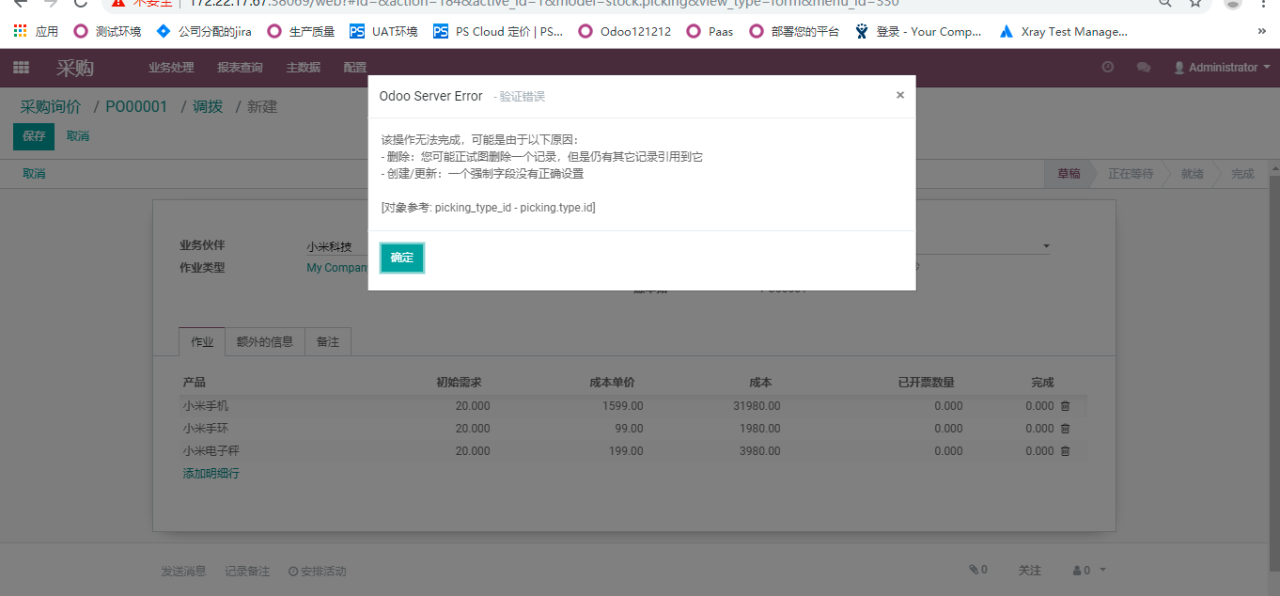 不安全 | 172.22.17.67:38069/web?#id=&action=184&active_id=1&model=stock.picking&view_type=form&menu_id=350
应用 测试环境 公司分配的jira 生产质量 UAT环境 PS Cloud 定价 | PS... Odoo121212 Paas 部署您的平台 登录 - Your Comp... Xray Test Manage... »
采购 业务处理 报表查询 主数据 配置 Administrator
Odoo Server Error - 验证错误 ×
采购询价 / PO00001 / 调拨 / 新建
保存 取消
该操作无法完成，可能是由于以下原因：
- 删除：您可能正试图删除一个记录，但是仍有其它记录引用到它
- 创建/更新：一个强制字段没有正确设置
[对象参考: picking_type_id - picking.type.id]
确定
取消 草稿 正在等待 就绪 完成
业务伙伴 小米科技
作业类型 My Compan
作业 额外的信息 备注
产品 初始需求 成本单价 成本 已开票数量 完成
小米手机 20.000 1599.00 31980.00 0.000 0.000
小米手环 20.000 99.00 1980.00 0.000 0.000
小米电子秤 20.000 199.00 3980.00 0.000 0.000
添加明细行
发送消息 记录备注 安排活动 0 关注 0